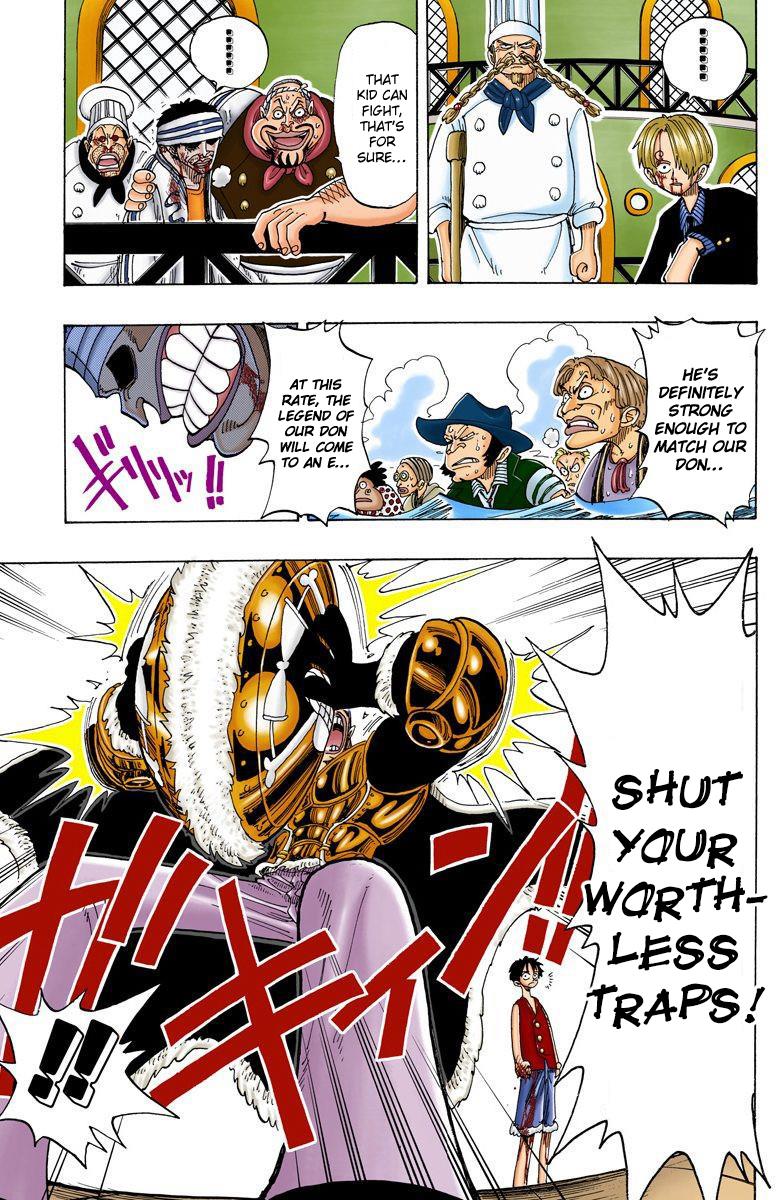 !!......
!!......
THAT
KID CAN
FIGHT,
THAT'S
FOR
SURE...
HE'S
DEFINITELY
STRONG
ENOUGH TO
MATCH OUR
DON...
AT THIS
RATE, THE
LEGEND OF
OUR DON
WILL COME
TO AN E...
ギリリッ!!
SHUT
YOUR
WORTH-
LESS
TRAPS!
ガギィン
!!